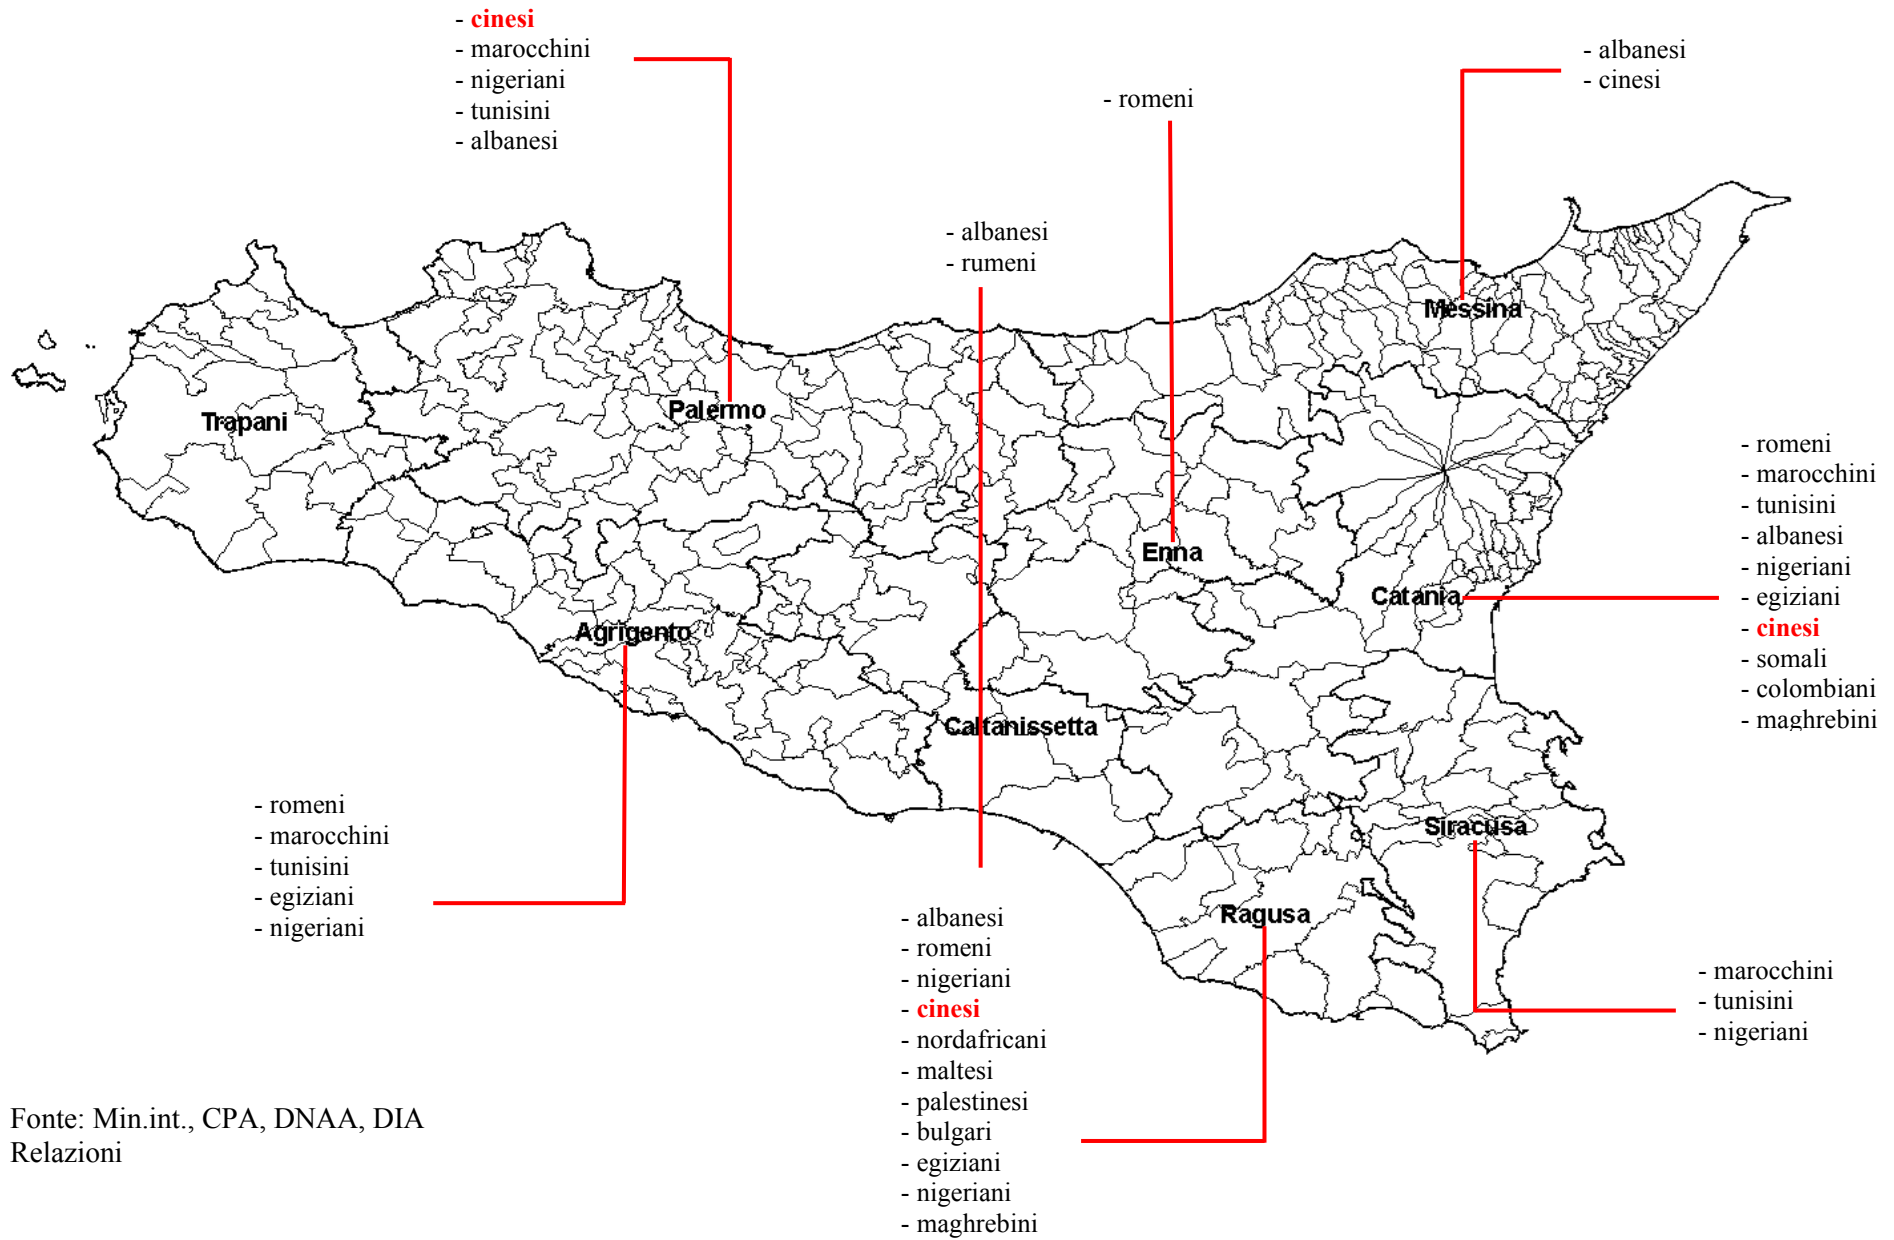 - cinesi
- marocchini
- nigeriani
- tunisini
- albanesi
- romeni
- albanesi
- cinesi
- albanesi
- rumeni
Messina
Trapani
Palermo
Enna
Catania
- romeni
- marocchini
- tunisini
- albanesi
- nigeriani
- egiziani
- cinesi
- somali
- colombiani
- maghrebini
Agrigento
Caltanissetta
Siracusa
Ragusa
- romeni
- marocchini
- tunisini
- egiziani
- nigeriani
- albanesi
- romeni
- nigeriani
- cinesi
- nordafricani
- maltesi
- palestinesi
- bulgari
- egiziani
- nigeriani
- maghrebini
- marocchini
- tunisini
- nigeriani
Fonte: Min.int., CPA, DNAA, DIA
Relazioni